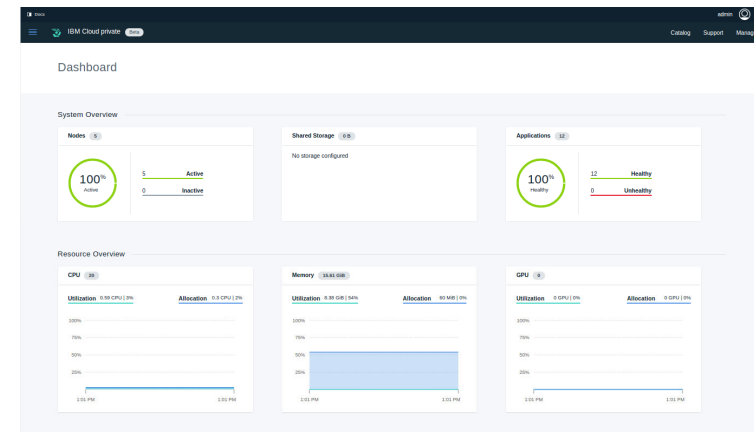 Docs admin
IBM Cloud private Beta Catalog Support Manag
Dashboard
System Overview
Nodes 5
100%
Active
5 Active
0 Inactive
Shared Storage 0 B
No storage configured
Applications 12
100%
Healthy
12 Healthy
0 Unhealthy
Resource Overview
CPU 20
Utilization 0.59 CPU | 3% Allocation 0.3 CPU | 2%
100%
75%
50%
25%
1:01 PM 1:01 PM
Memory 15.61 GiB
Utilization 8.38 GiB | 54% Allocation 60 MiB | 0%
100%
75%
50%
25%
1:01 PM 1:01 PM
GPU 0
Utilization 0 GPU | 0% Allocation 0 GPU | 0%
100%
75%
50%
25%
1:01 PM 1:01 PM